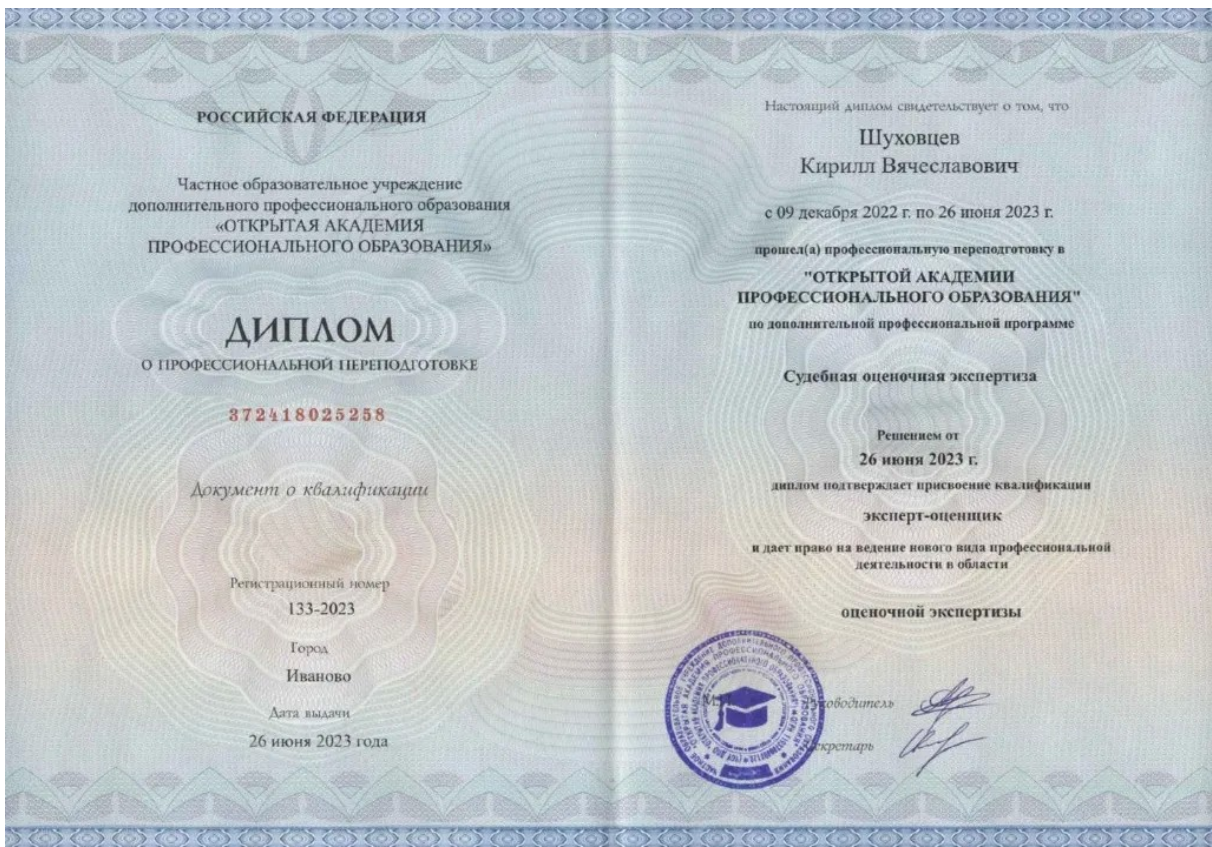 РОССИЙСКАЯ ФЕДЕРАЦИЯ
Частное образовательное учреждение
дополнительного профессионального образования
«ОТКРЫТАЯ АКАДЕМИЯ
ПРОФЕССИОНАЛЬНОГО ОБРАЗОВАНИЯ»
ДИПЛОМ
О ПРОФЕССИОНАЛЬНОЙ ПЕРЕПОДГОТОВКЕ
372418025258
Документ о квалификации
Регистрационный номер
133-2023
Город
Иваново
Дата выдачи
26 июня 2023 года
Настоящий диплом свидетельствует о том, что
Шуховцев
Кирилл Вячеславович
с 09 декабря 2022 г. по 26 июня 2023 г.
прошел(а) профессиональную переподготовку в
"ОТКРЫТОЙ АКАДЕМИИ
ПРОФЕССИОНАЛЬНОГО ОБРАЗОВАНИЯ"
по дополнительной профессиональной программе
Судебная оценочная экспертиза
Решением от
26 июня 2023 г.
диплом подтверждает присвоение квалификации
эксперт-оценщик
и дает право на ведение нового вида профессиональной
деятельности в области
оценочной экспертизы
Руководитель
Секретарь